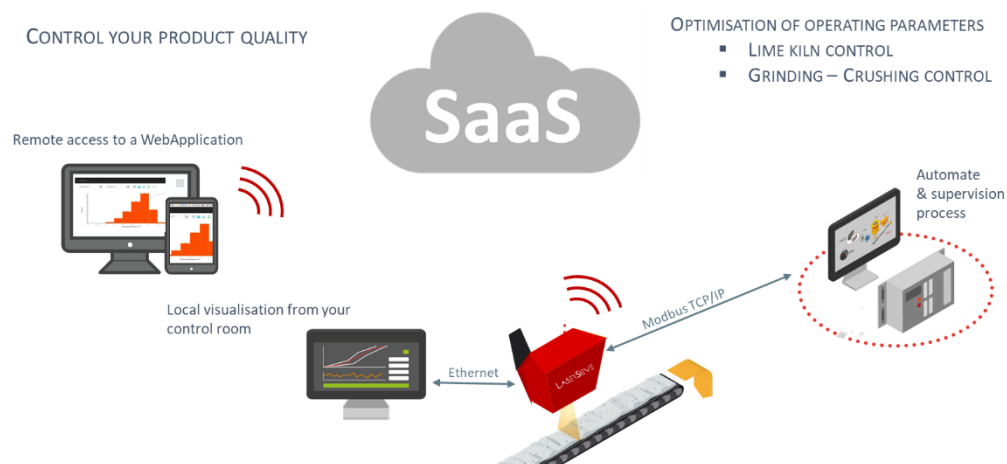 CONTROL YOUR PRODUCT QUALITY
OPTIMISATION OF OPERATING PARAMETERS
▪ LIME KILN CONTROL
▪ GRINDING – CRUSHING CONTROL
SaaS
Remote access to a WebApplication
Automate
& supervision
process
Local visualisation from your
control room
Modbus TCP/IP
Ethernet
LASERSIEVE